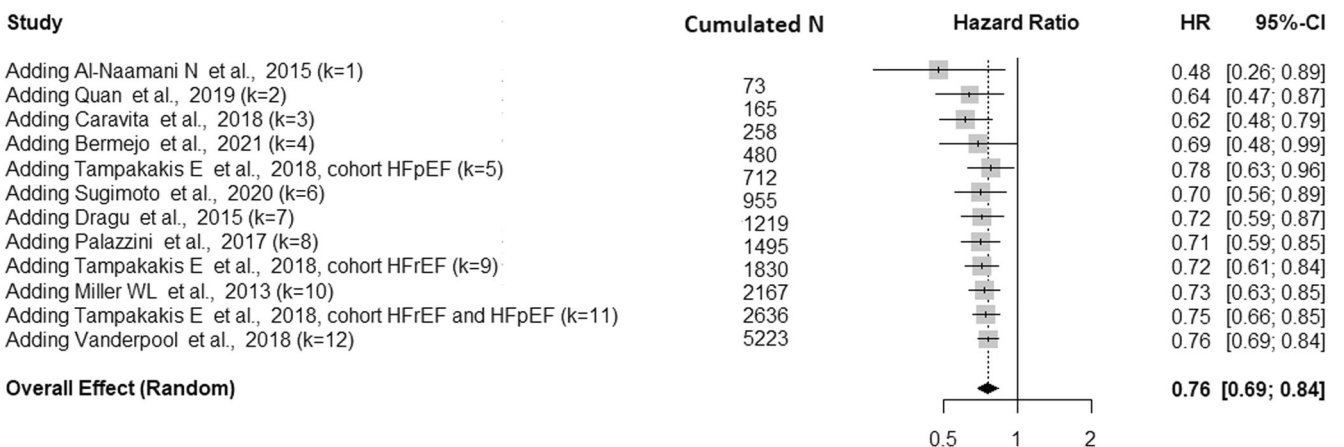 Study Cumulated N Hazard Ratio HR 95%-CI
Adding Al-Naamani N et al., 2015 (k=1) 73 0.48 [0.26; 0.89]
Adding Quan et al., 2019 (k=2) 165 0.64 [0.47; 0.87]
Adding Caravita et al., 2018 (k=3) 258 0.62 [0.48; 0.79]
Adding Bermejo et al., 2021 (k=4) 480 0.69 [0.48; 0.99]
Adding Tampakakis E et al., 2018, cohort HFpEF (k=5) 712 0.78 [0.63; 0.96]
Adding Sugimoto et al., 2020 (k=6) 955 0.70 [0.56; 0.89]
Adding Dragu et al., 2015 (k=7) 1219 0.72 [0.59; 0.87]
Adding Palazzini et al., 2017 (k=8) 1495 0.71 [0.59; 0.85]
Adding Tampakakis E et al., 2018, cohort HFrEF (k=9) 1830 0.72 [0.61; 0.84]
Adding Miller WL et al., 2013 (k=10) 2167 0.73 [0.63; 0.85]
Adding Tampakakis E et al., 2018, cohort HFrEF and HFpEF (k=11) 2636 0.75 [0.66; 0.85]
Adding Vanderpool et al., 2018 (k=12) 5223 0.76 [0.69; 0.84]
Overall Effect (Random) 0.76 [0.69; 0.84]
0.5 1 2